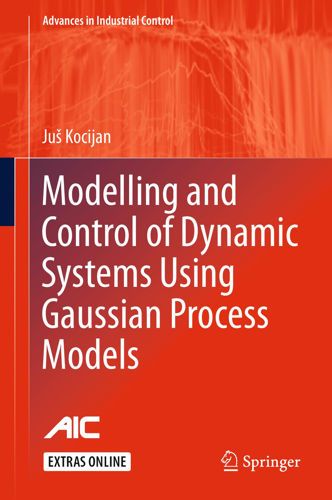 Advances in Industrial Control
Juš Kocijan
Modelling and
Control of Dynamic
Systems Using
Gaussian Process
Models
AIC
EXTRAS ONLINE
Springer